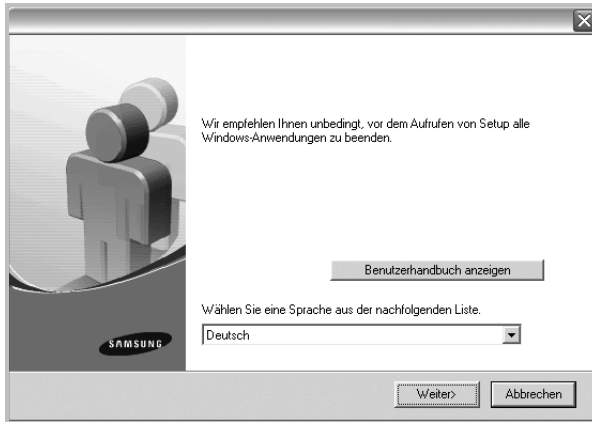 Wir empfehlen Ihnen unbedingt, vor dem Aufrufen von Setup alle
Windows-Anwendungen zu beenden.
Benutzerhandbuch anzeigen
Wählen Sie eine Sprache aus der nachfolgenden Liste.
SAMSUNG
Deutsch
Weiter>
Abbrechen